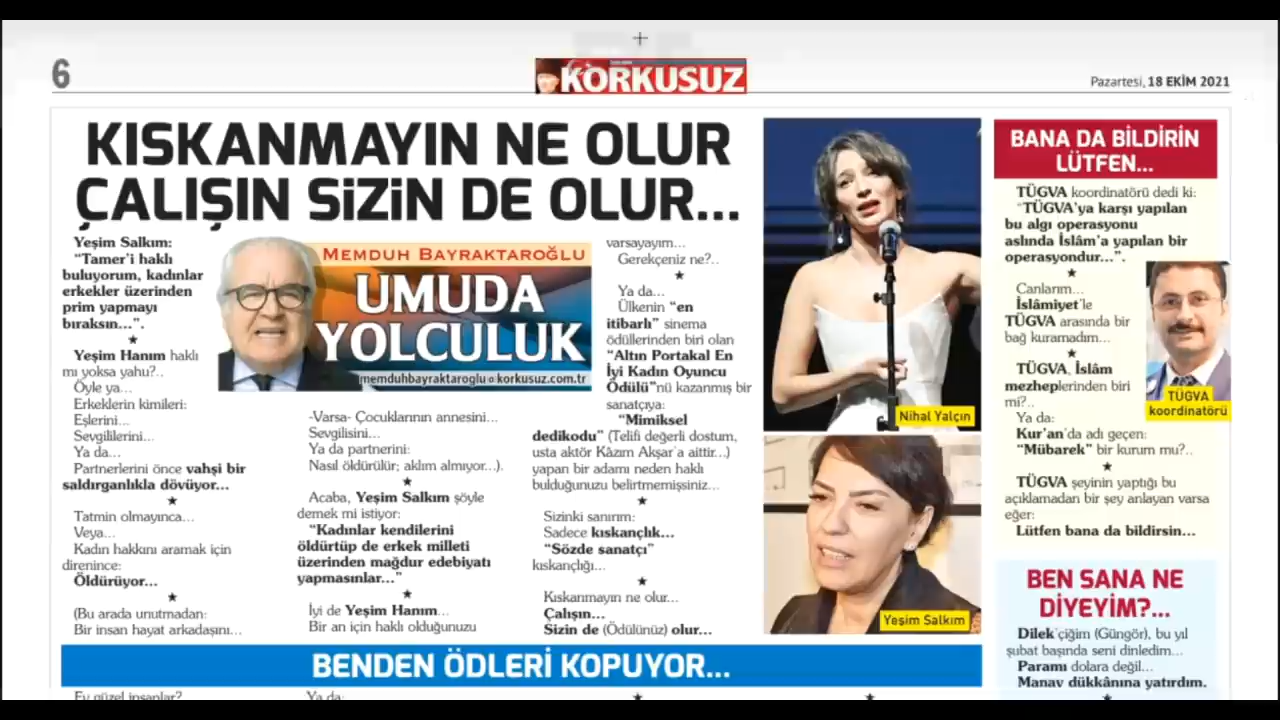 6
KORKUSUZ
Pazartesi, 18 EKİM 2021
KISKANMAYIN NE OLUR
ÇALIŞIN SİZİN DE OLUR...
Yeşim Salkım:
"Tamer'i haklı
buluyorum, kadınlar
erkekler üzerinden
prim yapmayı
bıraksın...".
★
Yeşim Hanım haklı
mı yoksa yahu?..
Öyle ya...
Erkeklerin kimileri:
Eşlerini...
Sevgililerini...
Ya da...
Partnerlerini önce vahşi bir
saldırganlıkla dövüyor...
★
Tatmin olmayınca...
Veya...
Kadın hakkını aramak için
direnince:
Öldürüyor...
★
(Bu arada unutmadan:
Bir insan hayat arkadaşını...
MEMDUH BAYRAKTAROĞLU
UMUDA
YOLCULUK
memduhbayraktaroglu@korkusuz.com.tr
-Varsa- Çocuklarının annesini...
Sevgilisini...
Ya da partnerini:
Nasıl öldürülür; aklım almıyor...).
★
Acaba, Yeşim Salkım şöyle
demek mi istiyor:
"Kadınlar kendilerini
öldürtüp de erkek milleti
üzerinden mağdur edebiyatı
yapmasınlar..."
★
İyi de Yeşim Hanım...
Bir an için haklı olduğunuzu
varsayayım...
Gerekçeniz ne?..
★
Ya da...
Ülkenin "en
itibarlı" sinema
ödüllerinden biri olan
"Altın Portakal En
İyi Kadın Oyuncu
Ödülü"nü kazanmış bir
sanatçıya:
"Mimiksel
dedikodu" (Telifi değerli dostum,
usta aktör Kâzım Akşar'a aittir...)
yapan bir adamı neden haklı
bulduğunuzu belirtmemişsiniz...
★
Sizinki sanırım:
Sadece kıskançlık...
"Sözde sanatçı"
kıskançlığı...
★
Kıskanmayın ne olur...
Çalışın...
Sizin de (Ödülünüz) olur...
Nihal Yalçın
Yeşim Salkım
BANA DA BİLDİRİN
LÜTFEN...
TÜGVA koordinatörü dedi ki:
"TÜGVA'ya karşı yapılan
bu algı operasyonu
aslında İslâm'a yapılan bir
operasyondur...".
★
Canlarım...
İslâmiyet'le
TÜGVA arasında bir
bağ kuramadım...
★
TÜGVA, İslâm
mezheplerinden biri
mi?..
Ya da:
Kur'an'da adı geçen:
"Mübarek" bir kurum mu?..
★
TÜGVA şeyinin yaptığı bu
açıklamadan bir şey anlayan varsa
eğer:
Lütfen bana da bildirsin...
TÜGVA
koordinatörü
BEN SANA NE
DİYEYİM?...
Dilek'çiğim (Güngör), bu yıl
şubat başında seni dinledim...
Paramı dolara değil...
Manav dükkânına yatırdım.
BENDEN ÖDLERİ KOPUYOR...
Ey güzel insanlar?
Ya da:
★
★
★